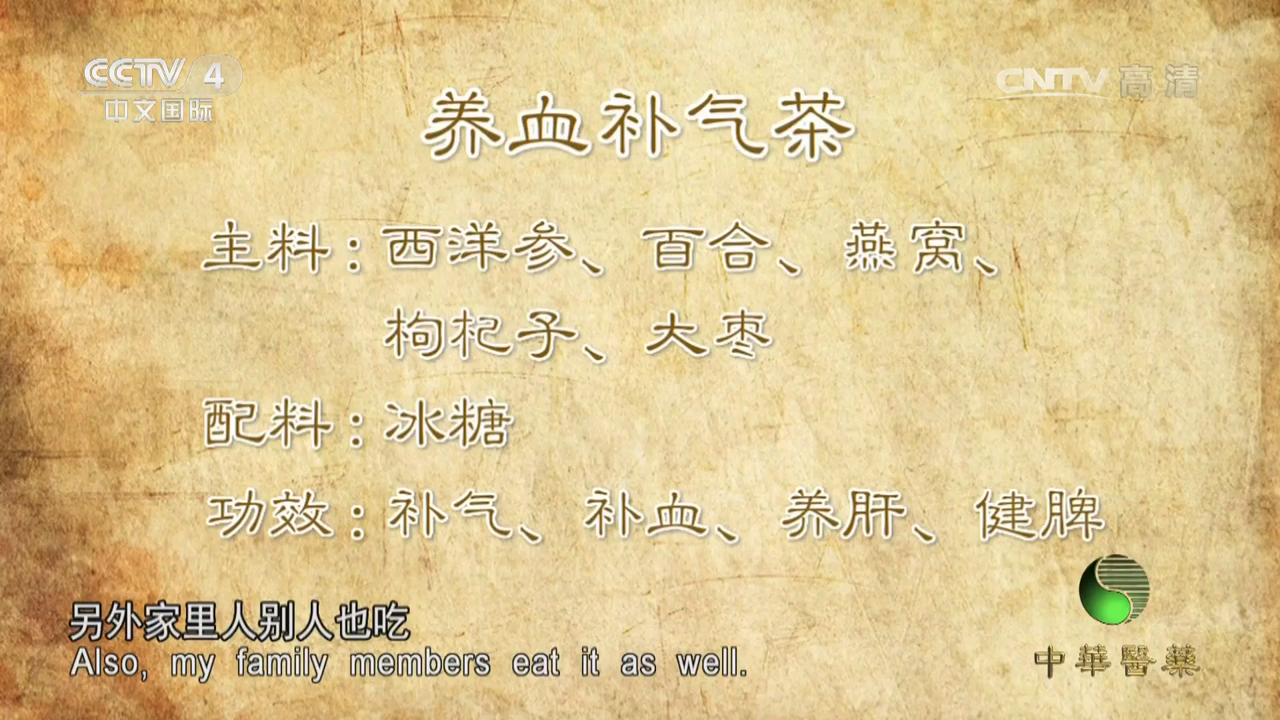 CCTV 4
中文国际
CNTV 高清
养血补气茶
主料：西洋参、百合、燕窝、
枸杞子、大枣
配料：冰糖
功效：补气、补血、养肝、健脾
另外家里人别人也吃
Also, my family members eat it as well.
中華醫藥